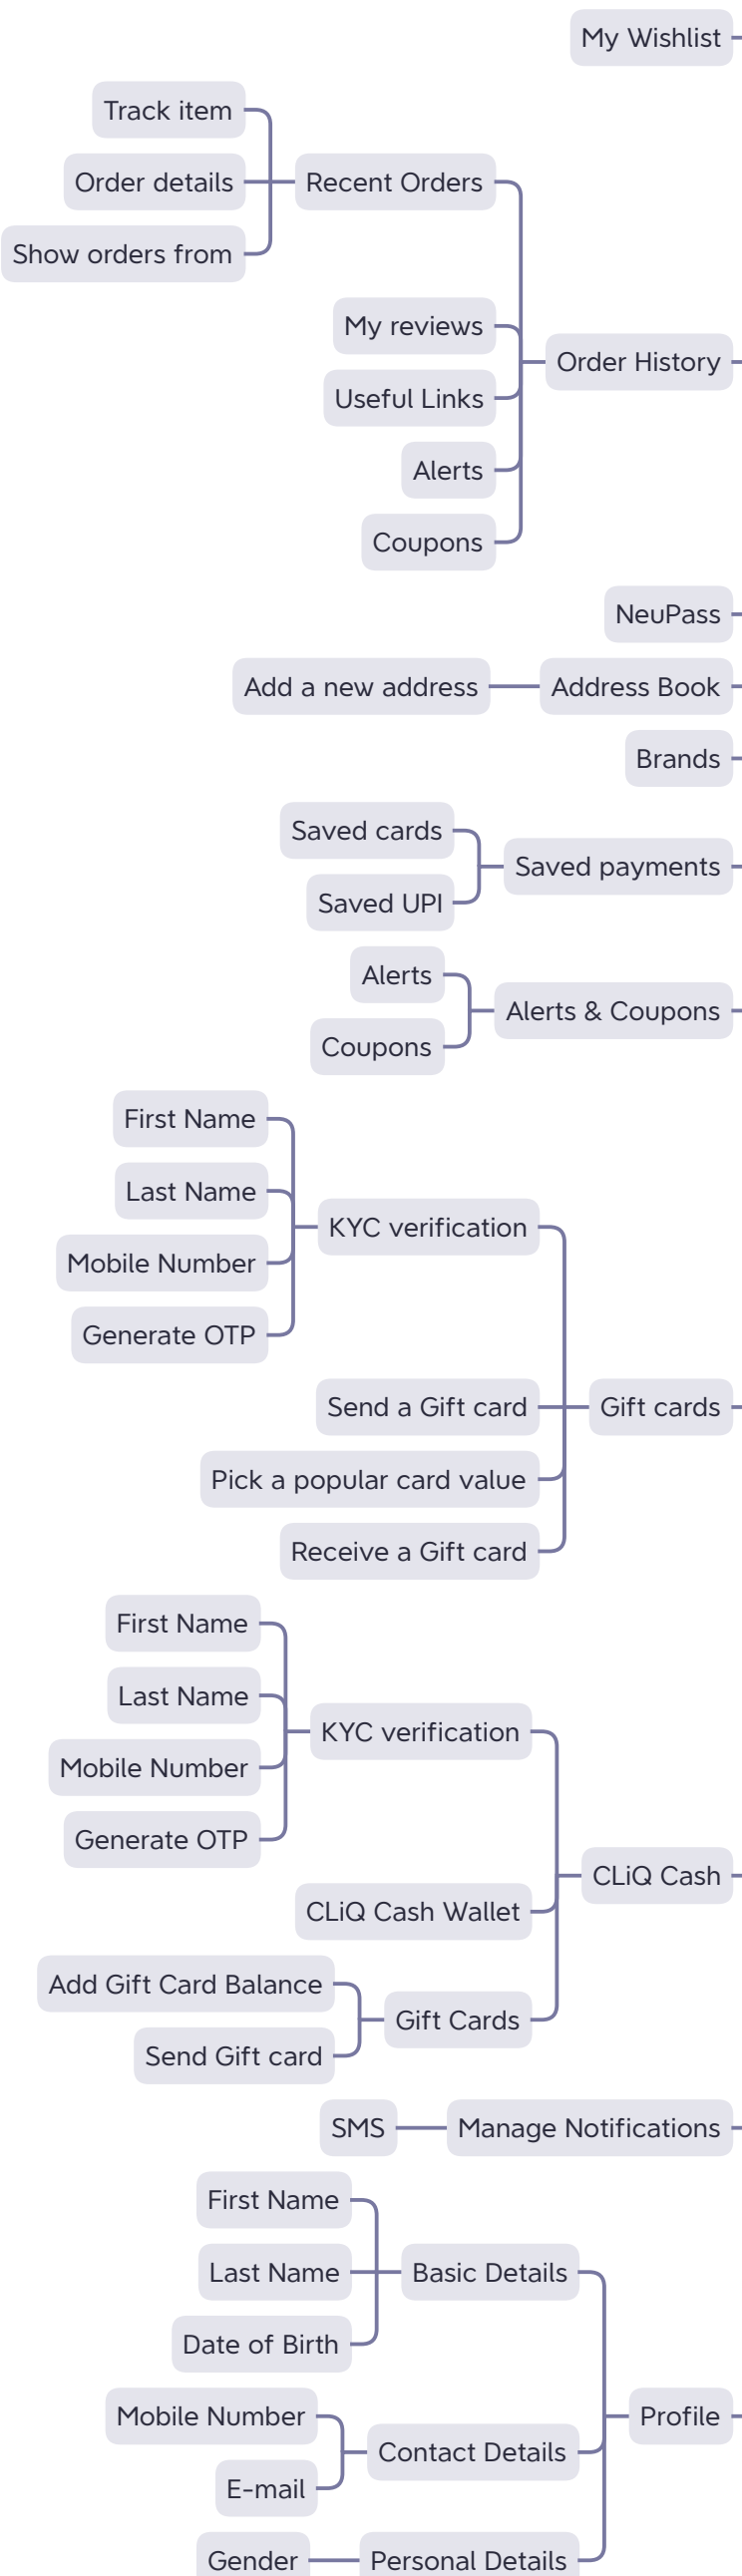 My Wishlist
Track item
Order details
Recent Orders
Show orders from
My reviews
Order History
Useful Links
Alerts
Coupons
NeuPass
Add a new address
Address Book
Brands
Saved cards
Saved payments
Saved UPI
Alerts
Alerts & Coupons
Coupons
First Name
Last Name
KYC verification
Mobile Number
Generate OTP
Send a Gift card
Gift cards
Pick a popular card value
Receive a Gift card
First Name
Last Name
KYC verification
Mobile Number
Generate OTP
CLiQ Cash
CLiQ Cash Wallet
Add Gift Card Balance
Gift Cards
Send Gift card
SMS
Manage Notifications
First Name
Last Name
Basic Details
Date of Birth
Mobile Number
Profile
Contact Details
E-mail
Gender
Personal Details